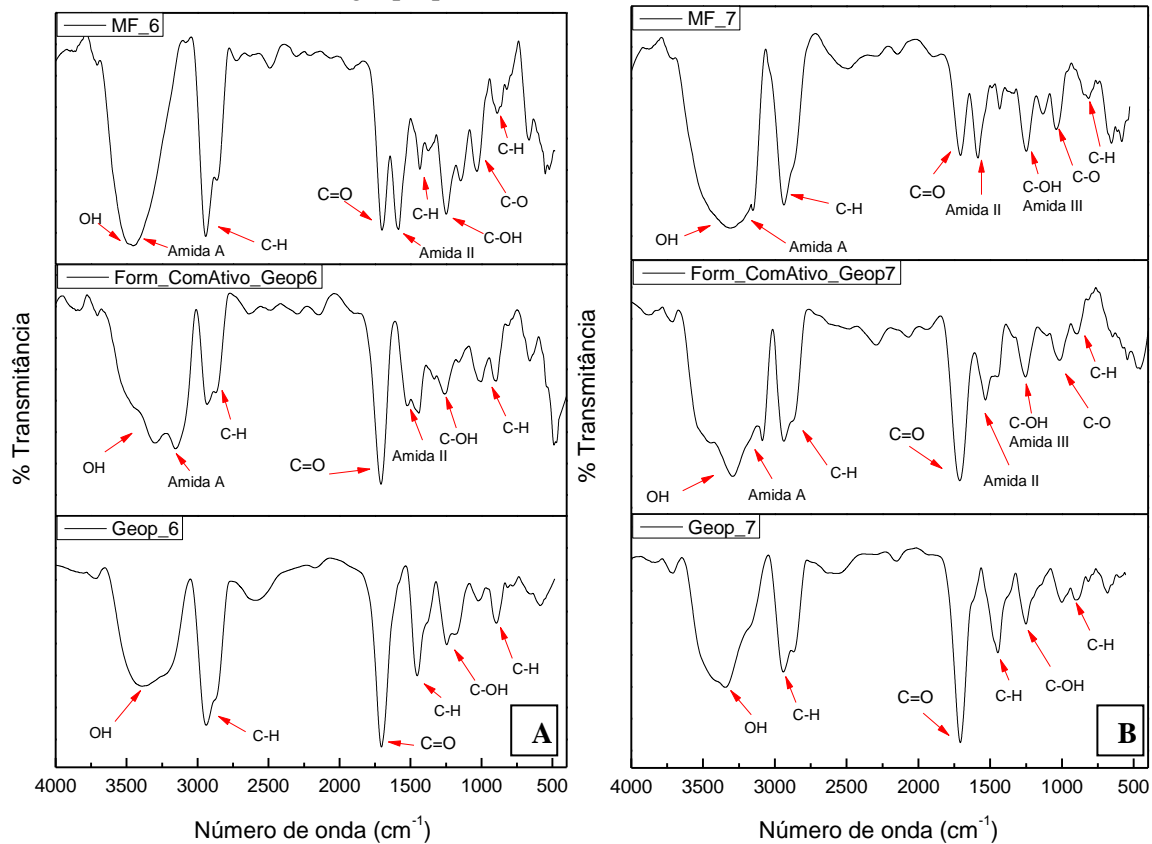 MF_6
OH
Amida A
C-H
C=O
Amida II
C-H
C-OH
C-O
C-H
Form_ComAtivo_Geop6
OH
Amida A
C-H
C=O
Amida II
C-OH
C-H
Geop_6
OH
C-H
C=O
C-H
C-OH
C-H
A
% Transmitância
4000 3500 3000 2500 2000 1500 1000 500
Número de onda (cm-1)
MF_7
OH
Amida A
C-H
C=O
Amida II
C-OH
Amida III
C-O
C-H
Form_ComAtivo_Geop7
OH
Amida A
C-H
C=O
Amida II
C-OH
Amida III
C-O
C-H
Geop_7
OH
C-H
C=O
C-H
C-OH
C-H
B
% Transmitância
4000 3500 3000 2500 2000 1500 1000 500
Número de onda (cm-1)